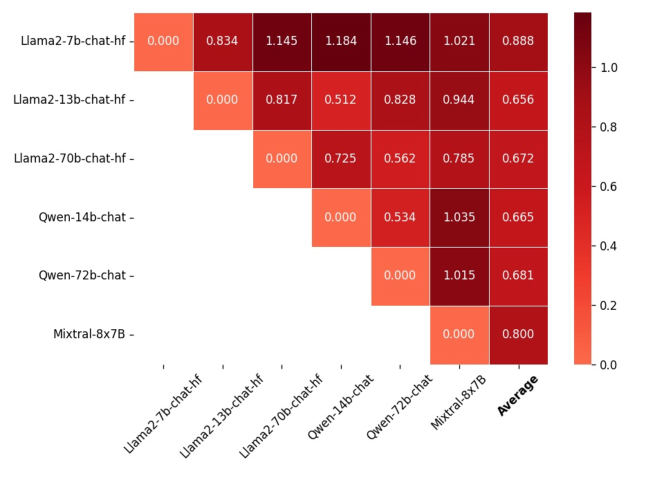 Llama2-7b-chat-hf 0.000 0.834 1.145 1.184 1.146 1.021 0.888
Llama2-13b-chat-hf 0.000 0.817 0.512 0.828 0.944 0.656
Llama2-70b-chat-hf 0.000 0.725 0.562 0.785 0.672
Qwen-14b-chat 0.000 0.534 1.035 0.665
Qwen-72b-chat 0.000 1.015 0.681
Mixtral-8x7B 0.000 0.800
Llama2-7b-chat-hf
Llama2-13b-chat-hf
Llama2-70b-chat-hf
Qwen-14b-chat
Qwen-72b-chat
Mixtral-8x7B
Average
1.0
0.8
0.6
0.4
0.2
0.0